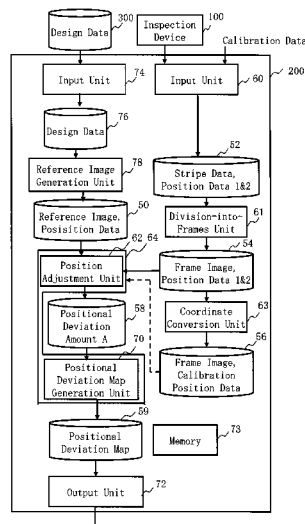 300
Design Data
100
Inspection
Device
Calibration Data
200
74
Input Unit
60
Input Unit
76
Design Data
52
Stripe Data,
Position Data 1&2
78
Reference Image
Generation Unit
50
Reference Image,
Posisition Data
61
Division-into-
Frames Unit
62
64
54
Position
Adjustment Unit
Frame Image,
Position Data 1&2
58
Positional
Deviation
Amount A
63
Coordinate
Conversion Unit
70
56
Positional
Deviation Map
Generation Unit
Frame Image,
Calibration
Position Data
59
Positional
Deviation Map
73
Memory
72
Output Unit